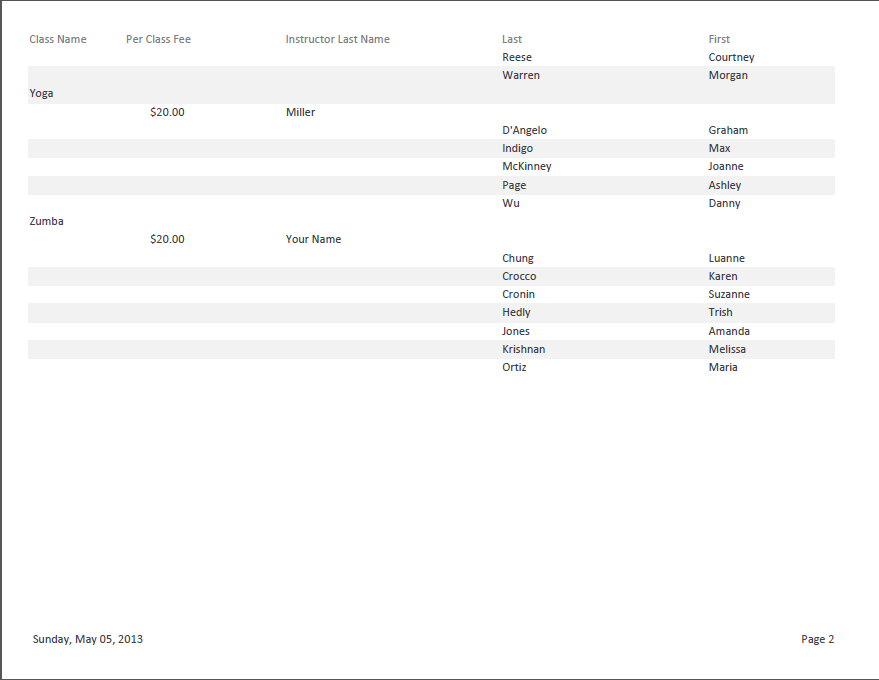 Class Name Per Class Fee Instructor Last Name Last First
Reese Courtney
Warren Morgan
Yoga
$20.00 Miller
D'Angelo Graham
Indigo Max
McKinney Joanne
Page Ashley
Wu Danny
Zumba
$20.00 Your Name
Chung Luanne
Crocco Karen
Cronin Suzanne
Hedly Trish
Jones Amanda
Krishnan Melissa
Ortiz Maria
Sunday, May 05, 2013 Page 2